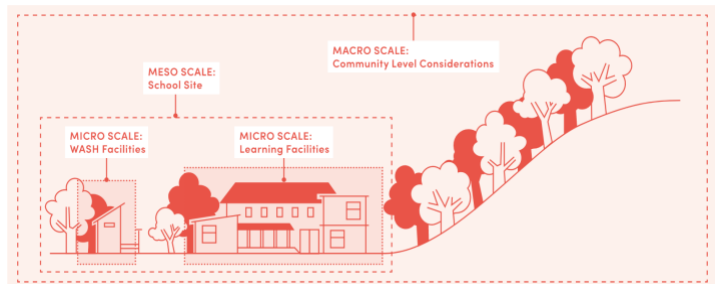 MACRO SCALE:
Community Level Considerations
MESO SCALE:
School Site
MICRO SCALE:
WASH Facilities
MICRO SCALE:
Learning Facilities